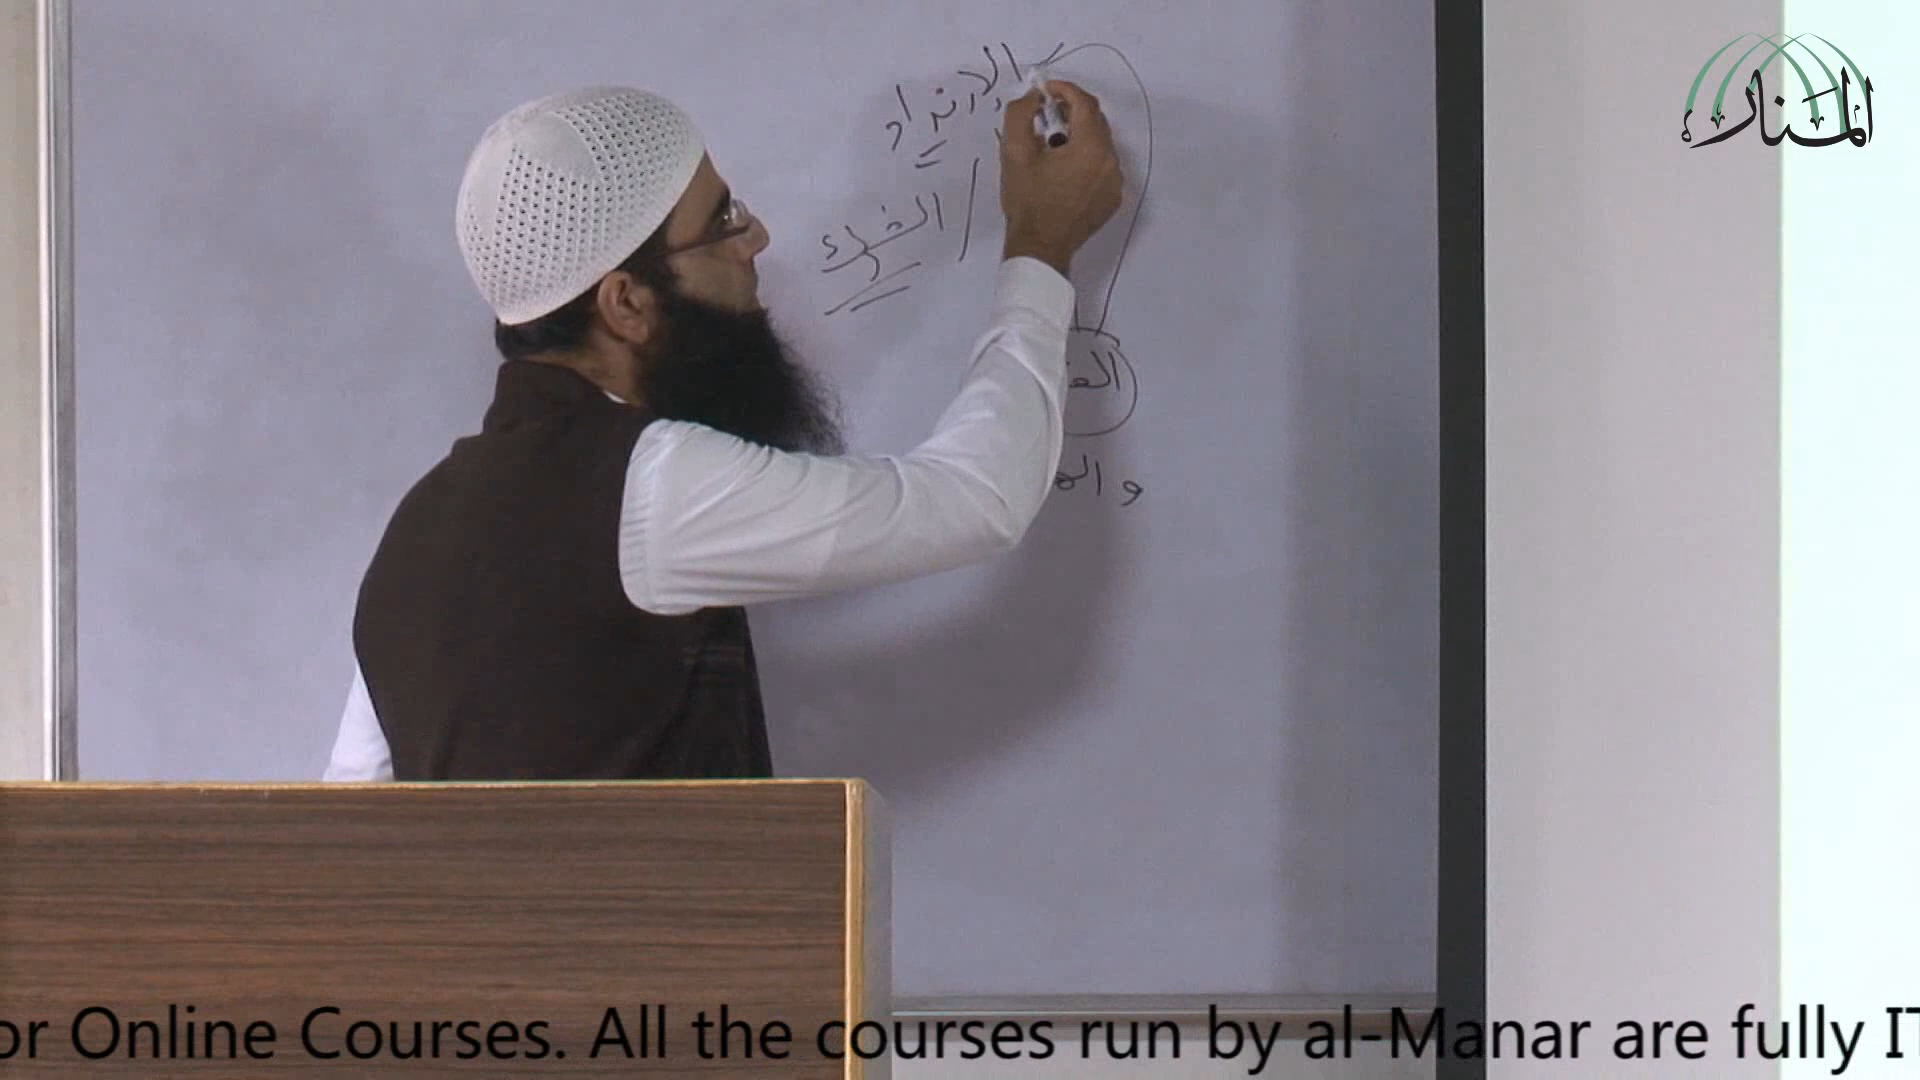 المنار
الارتداد
/ الشرك
or Online Courses. All the courses run by al-Manar are fully IT